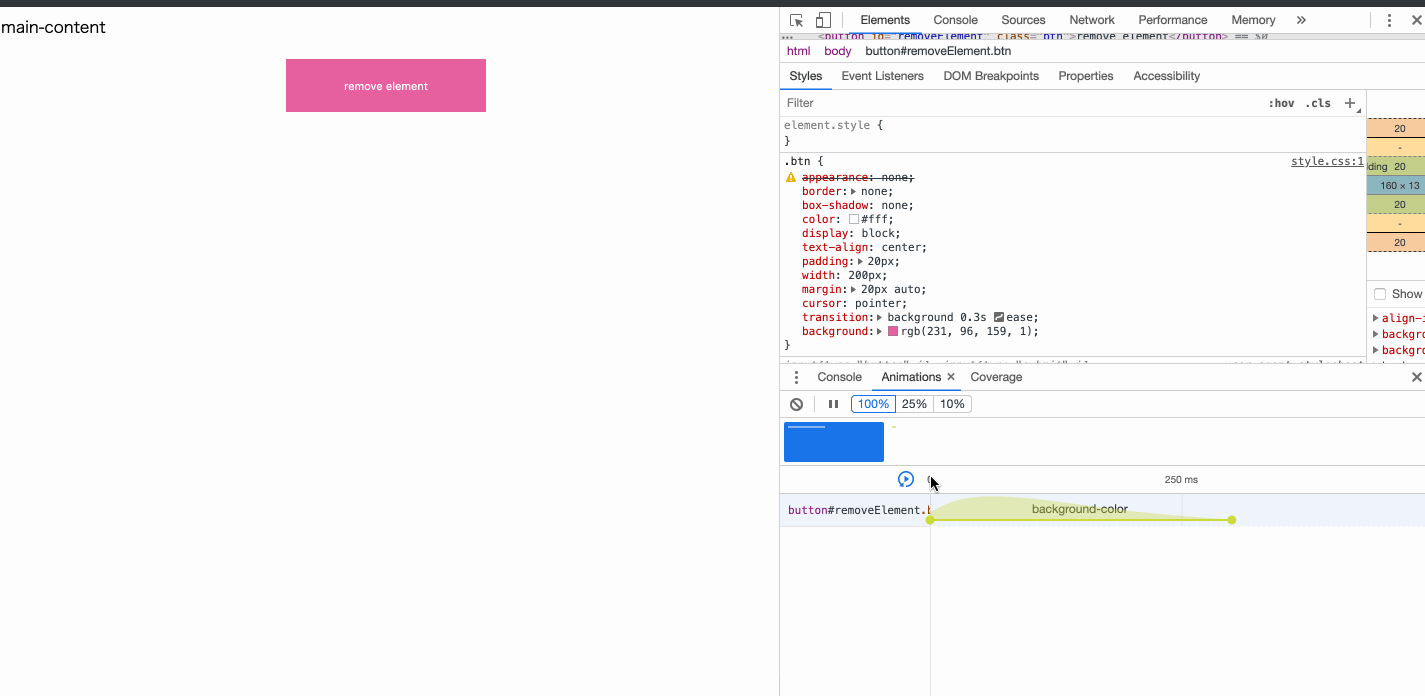 main-content
remove element
Elements Console Sources Network Performance Memory »
… <button id="removeElement" class="btn">remove element</button> == $0
html body button#removeElement.btn
Styles Event Listeners DOM Breakpoints Properties Accessibility
Filter :hov .cls +
element.style {
}
.btn { style.css:1
appearance: none;
border: none;
box-shadow: none;
color: #fff;
display: block;
text-align: center;
padding: 20px;
width: 200px;
margin: 20px auto;
cursor: pointer;
transition: background 0.3s ease;
background: rgb(231, 96, 159, 1);
}
20
-
ding 20
160 × 13
20
-
20
Show
align-i
backgro
backgro
Console Animations × Coverage
100% 25% 10%
250 ms
button#removeElement.b
background-color